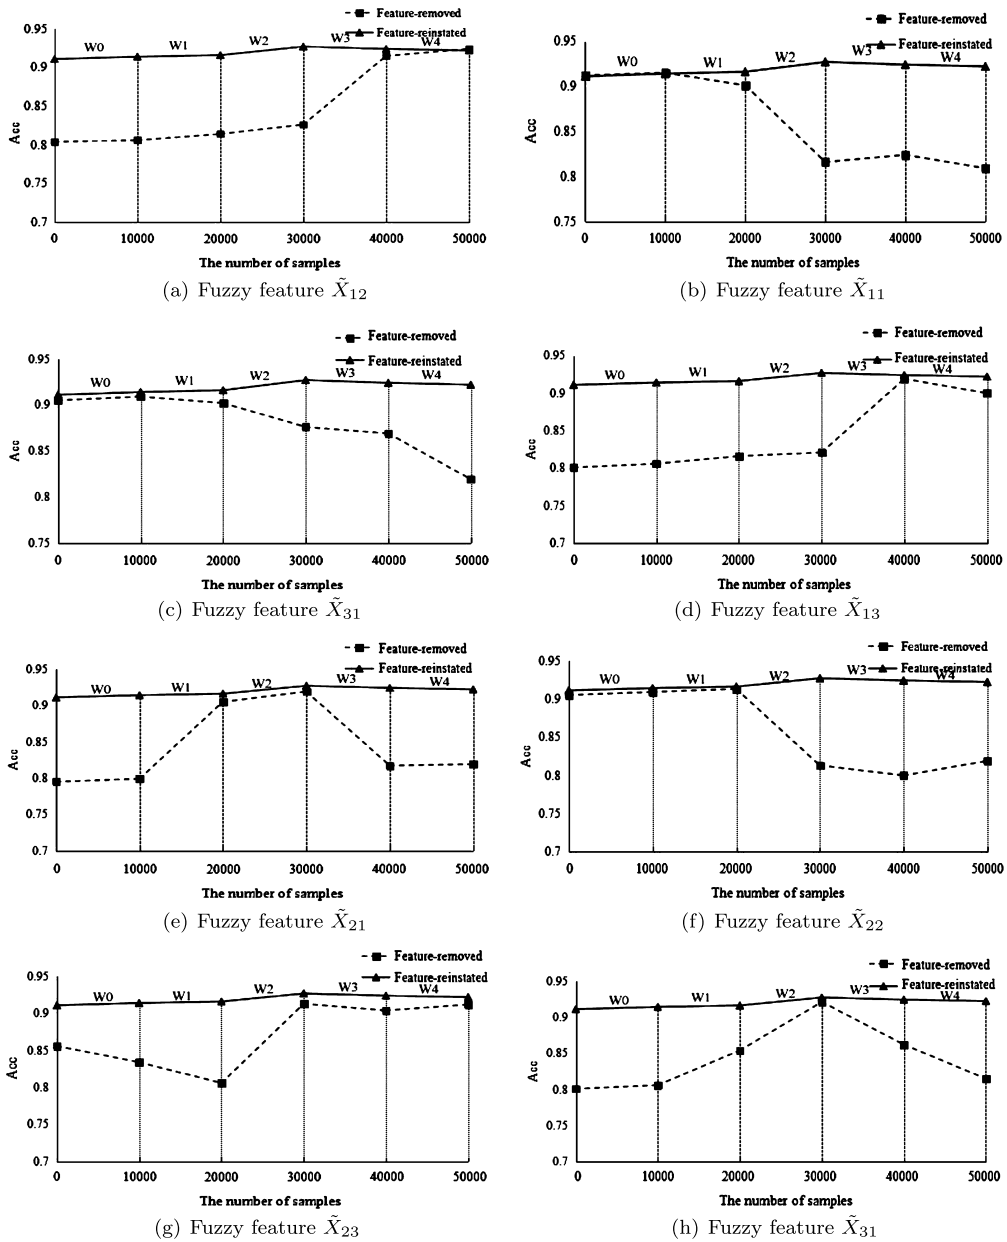 Feature-removed
Feature-reinstated
0.95
0.9
0.85
0.8
0.75
0.7
Acc
W0 W1 W2 W3 W4
0 10000 20000 30000 40000 50000
The number of samples
(a) Fuzzy feature X̃12
Feature-removed
Feature-reinstated
0.95
0.9
0.85
0.8
0.75
Acc
W0 W1 W2 W3 W4
0 10000 20000 30000 40000 50000
The number of samples
(b) Fuzzy feature X̃11
Feature-removed
Feature-reinstated
0.95
0.9
0.85
0.8
0.75
Acc
W0 W1 W2 W3 W4
0 10000 20000 30000 40000 50000
The number of samples
(c) Fuzzy feature X̃31
Feature-removed
Feature-reinstated
0.95
0.9
0.8
0.7
Acc
W0 W1 W2 W3 W4
0 10000 20000 30000 40000 50000
The number of samples
(d) Fuzzy feature X̃13
Feature-removed
Feature-reinstated
0.95
0.9
0.85
0.8
0.75
0.7
Acc
W0 W1 W2 W3 W4
0 10000 20000 30000 40000 50000
The number of samples
(e) Fuzzy feature X̃21
Feature-removed
Feature-reinstated
0.95
0.9
0.85
0.8
0.75
0.7
Acc
W0 W1 W2 W3 W4
0 10000 20000 30000 40000 50000
The number of samples
(f) Fuzzy feature X̃22
Feature-removed
Feature-reinstated
0.95
0.9
0.85
0.8
0.75
0.7
Acc
W0 W1 W2 W3 W4
0 10000 20000 30000 40000 50000
The number of samples
(g) Fuzzy feature X̃23
Feature-removed
Feature-reinstated
0.95
0.9
0.85
0.8
0.75
0.7
Acc
W0 W1 W2 W3 W4
0 10000 20000 30000 40000 50000
The number of samples
(h) Fuzzy feature X̃31